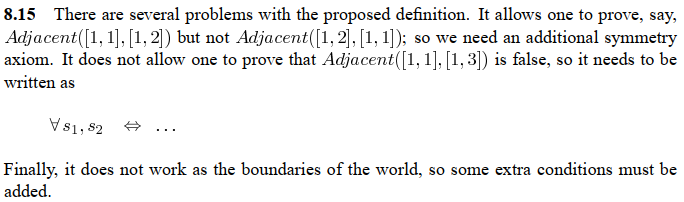 8.15 There are several problems with the proposed definition. It allows one to prove, say,
Adjacent([1, 1], [1, 2]) but not Adjacent([1, 2], [1, 1]); so we need an additional symmetry
axiom. It does not allow one to prove that Adjacent([1, 1], [1, 3]) is false, so it needs to be
written as
∀ s1, s2 ⇔ ...
Finally, it does not work as the boundaries of the world, so some extra conditions must be
added.